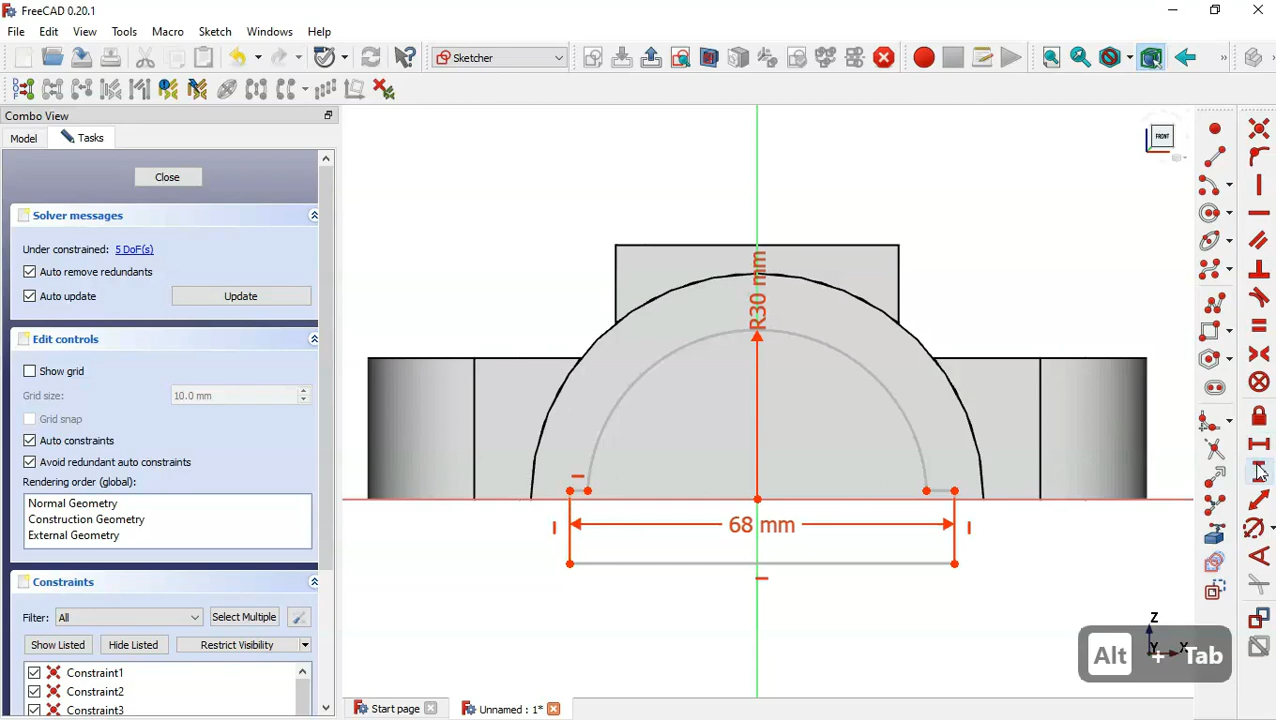 FreeCAD 0.20.1
File Edit View Tools Macro Sketch Windows Help
Sketcher
Combo View
Model Tasks
Close
Solver messages
Under constrained: 5 DoF(s)
Auto remove redundants
Auto update Update
Edit controls
Show grid
Grid size: 10.0 mm
Grid snap
Auto constraints
Avoid redundant auto constraints
Rendering order (global):
Normal Geometry
Construction Geometry
External Geometry
Constraints
Filter: All Select Multiple
Show Listed Hide Listed Restrict Visibility
Constraint1
Constraint2
Constraint3
FRONT
R30 mm
68 mm
Z
Y X
Alt + Tab
Start page Unnamed : 1*